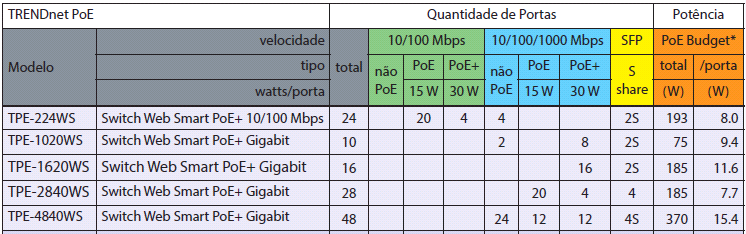 TRENDnet PoE Quantidade de Portas Potência
velocidade 10/100 Mbps 10/100/1000 Mbps SFP PoE Budget*
Modelo tipo total não PoE PoE PoE+ não PoE PoE PoE+ S share total /porta
watts/porta 15 W 30 W 15 W 30 W (W) (W)
TPE-224WS Switch Web Smart PoE+ 10/100 Mbps 24 20 4 4 2S 193 8.0
TPE-1020WS Switch Web Smart PoE+ Gigabit 10 2 8 2S 75 9.4
TPE-1620WS Switch Web Smart PoE+ Gigabit 16 16 2S 185 11.6
TPE-2840WS Switch Web Smart PoE+ Gigabit 28 20 4 4 185 7.7
TPE-4840WS Switch Web Smart PoE+ Gigabit 48 24 12 12 4S 370 15.4